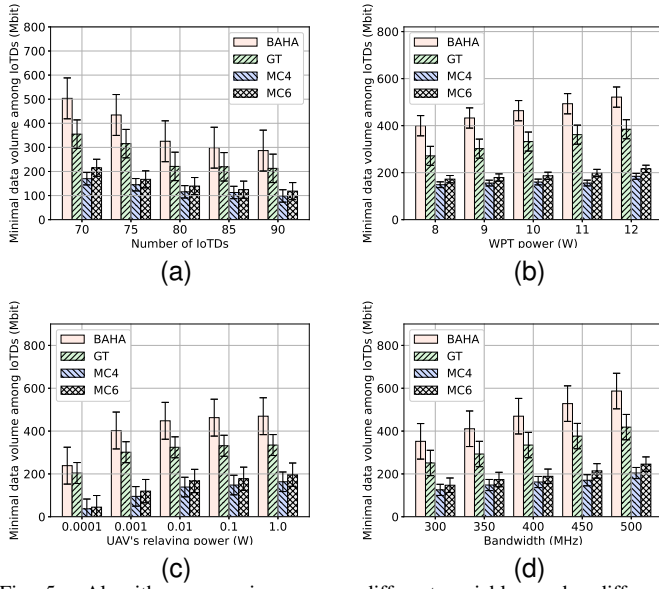 Minimal data volume among IoTDs (Mbit)
800
700
600
500
400
300
200
100
0
BAHA
GT
MC4
MC6
70 75 80 85 90
Number of IoTDs
(a)
Minimal data volume among IoTDs (Mbit)
800
600
400
200
0
BAHA
GT
MC4
MC6
8 9 10 11 12
WPT power (W)
(b)
Minimal data volume among IoTDs (Mbit)
800
600
400
200
0
BAHA
GT
MC4
MC6
0.0001 0.001 0.01 0.1 1.0
UAV's relaying power (W)
(c)
Minimal data volume among IoTDs (Mbit)
800
600
400
200
0
BAHA
GT
MC4
MC6
300 350 400 450 500
Bandwidth (MHz)
(d)